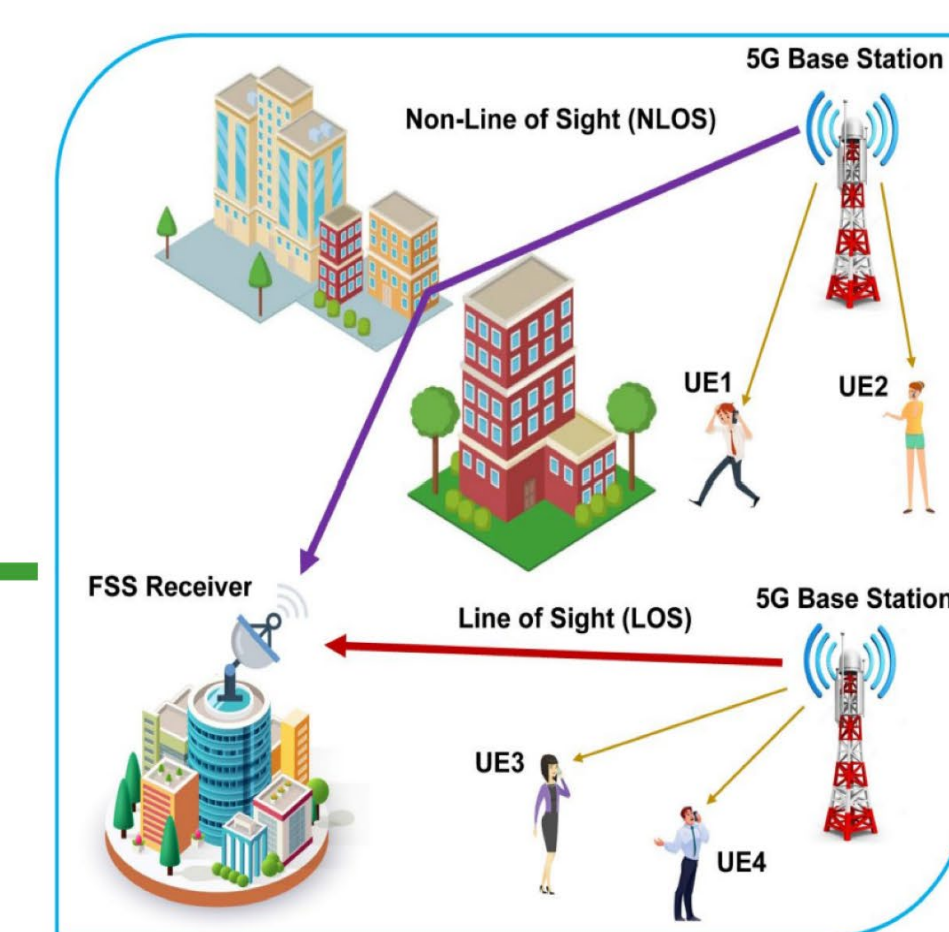 5G Base Station
Non-Line of Sight (NLOS)
UE1
UE2
FSS Receiver
Line of Sight (LOS)
5G Base Station
UE3
UE4